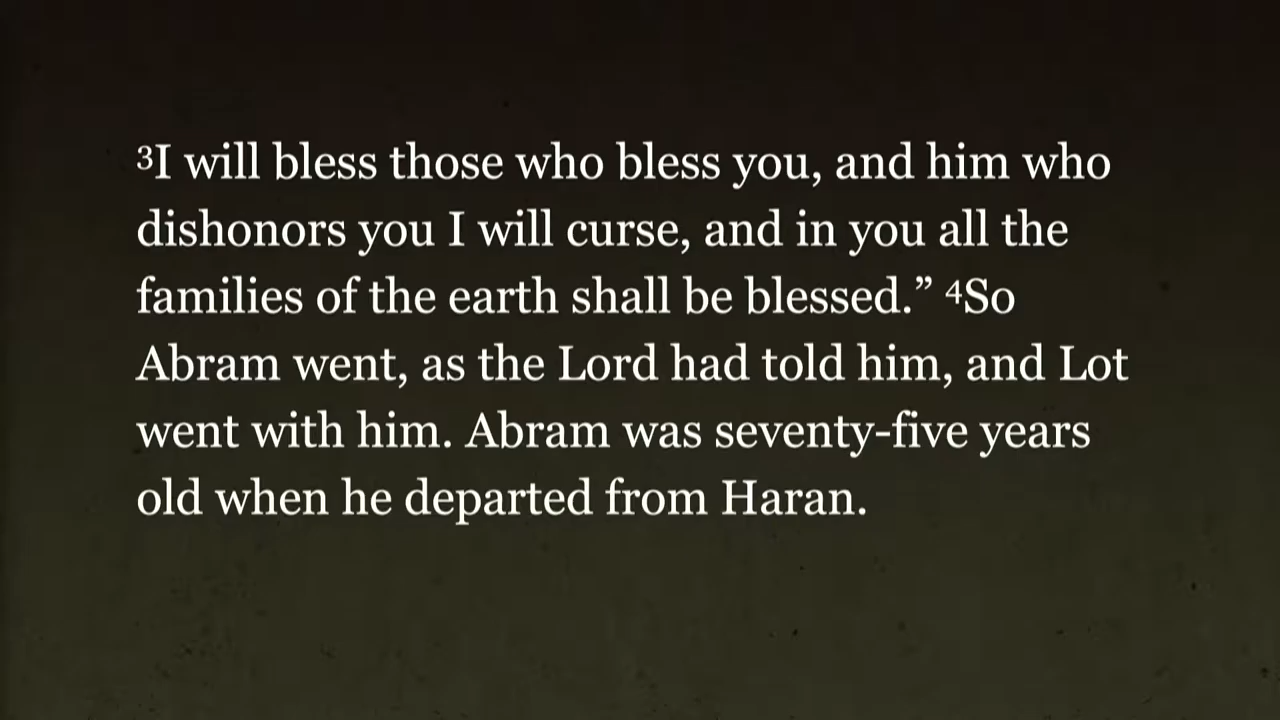 ³I will bless those who bless you, and him who
dishonors you I will curse, and in you all the
families of the earth shall be blessed.” ⁴So
Abram went, as the Lord had told him, and Lot
went with him. Abram was seventy-five years
old when he departed from Haran.